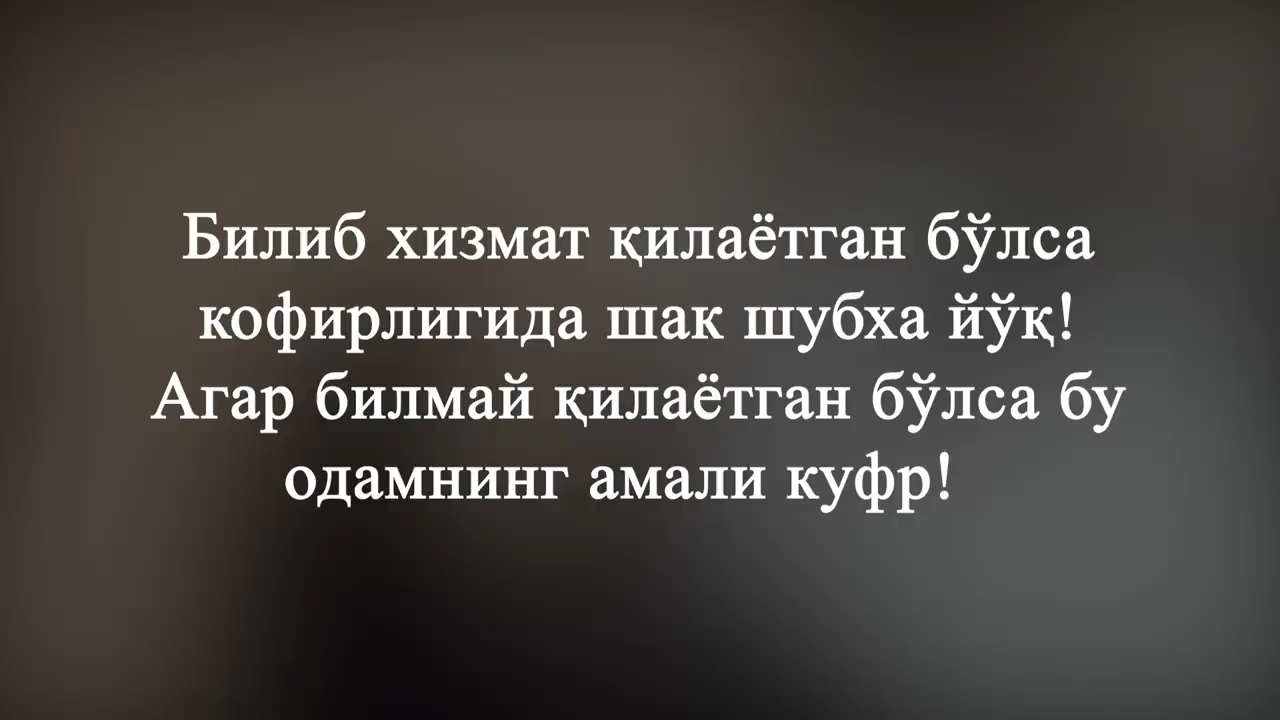 Билиб хизмат қилаётган бўлса
кофирлигида шак шубха йўқ!
Агар билмай қилаётган бўлса бу
одамнинг амали куфр!